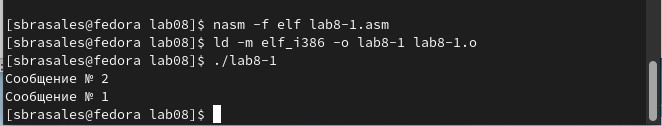 [sbrasales@fedora lab08]$ nasm -f elf lab8-1.asm
[sbrasales@fedora lab08]$ ld -m elf_i386 -o lab8-1 lab8-1.o
[sbrasales@fedora lab08]$ ./lab8-1
Сообщение № 2
Сообщение № 1
[sbrasales@fedora lab08]$